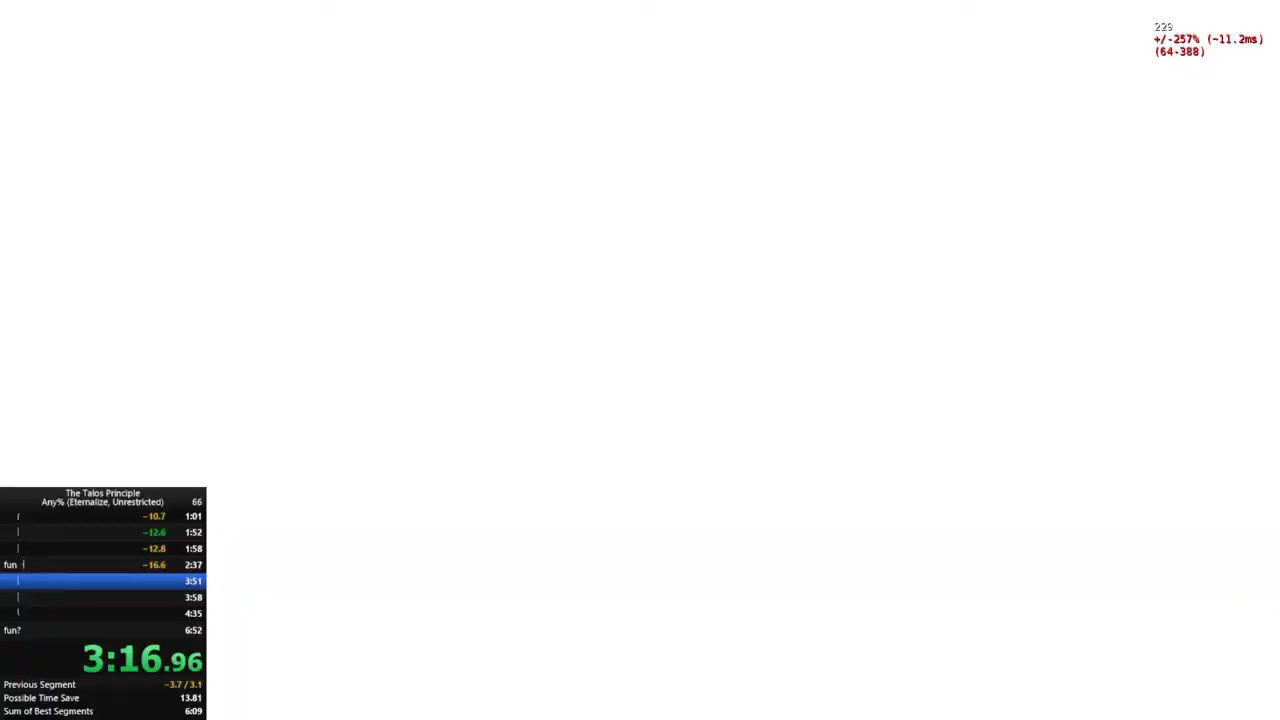 229
+/-257% (~11.2ms)
(64-388)
The Talos Principle
Any% (Eternalize, Unrestricted) 66
-10.7 1:01
-12.6 1:52
-12.8 1:58
fun -16.6 2:37
3:51
3:58
4:35
fun? 6:52
3:16.96
Previous Segment -3.7 / 3.1
Possible Time Save 13.81
Sum of Best Segments 6:09